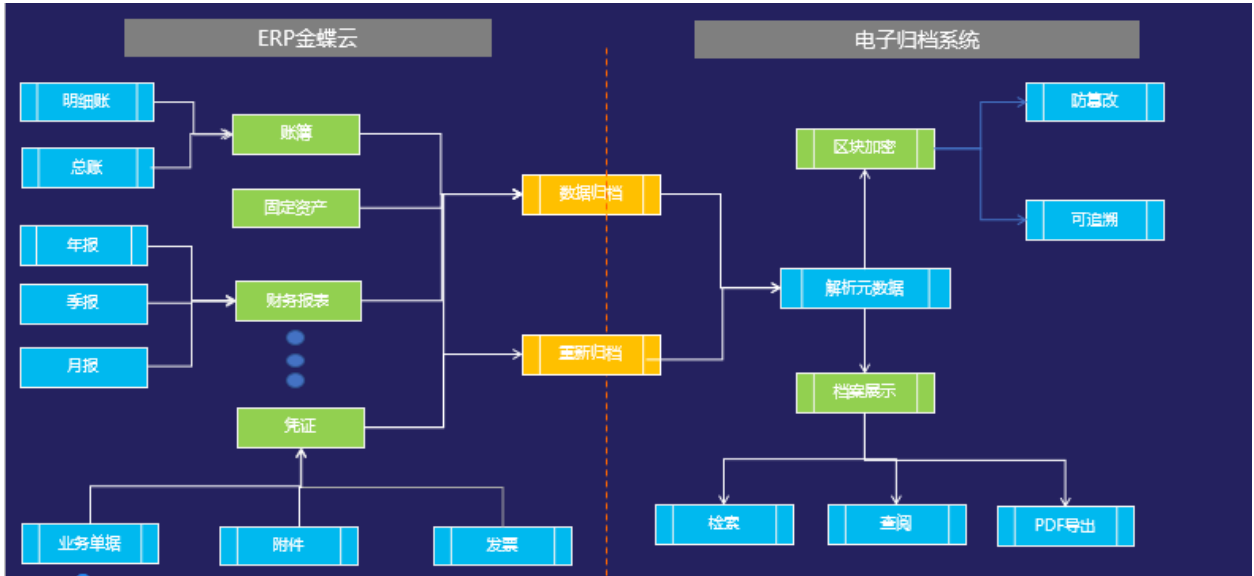 ERP金蝶云
电子归档系统
明细账
总账
年报
季报
月报
账簿
固定资产
财务报表
凭证
业务单据
附件
发票
数据归档
重新归档
解析元数据
区块加密
防篡改
可追溯
档案展示
检索
查阅
PDF导出